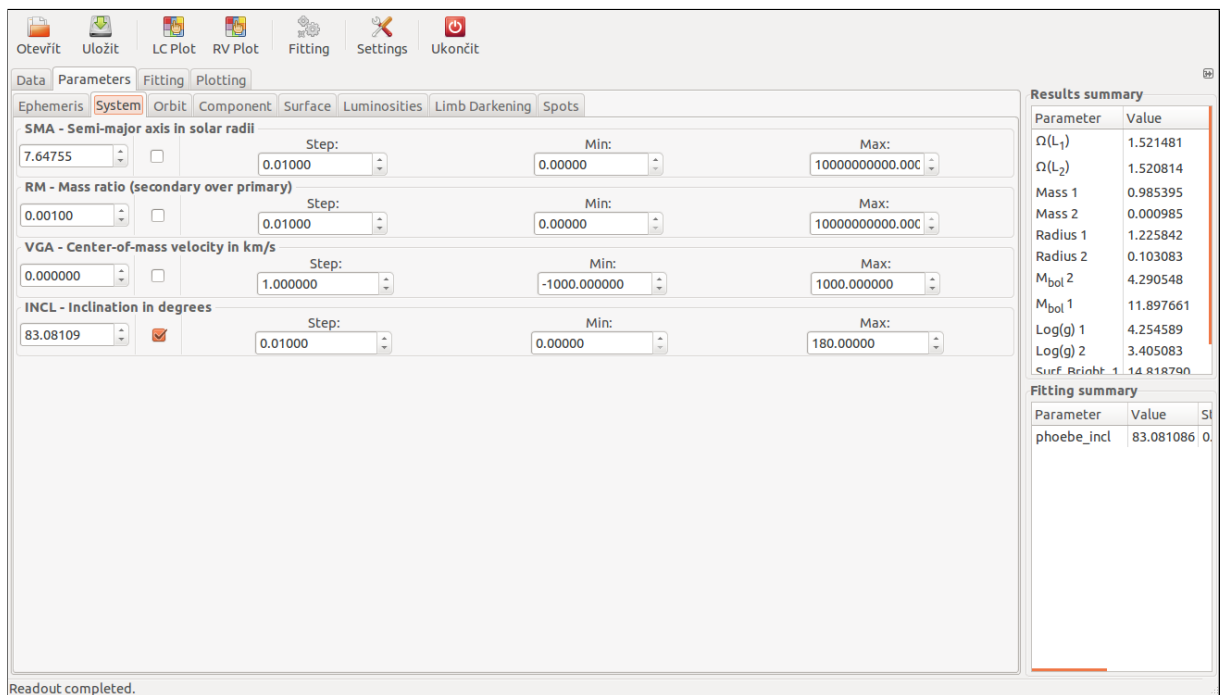 Otevřít Uložit LC Plot RV Plot Fitting Settings Ukončit
Data Parameters Fitting Plotting
Ephemeris System Orbit Component Surface Luminosities Limb Darkening Spots
SMA - Semi-major axis in solar radii
Step: Min: Max:
7.64755 0.01000 0.00000 10000000000.000
RM - Mass ratio (secondary over primary)
Step: Min: Max:
0.00100 0.01000 0.00000 10000000000.000
VGA - Center-of-mass velocity in km/s
Step: Min: Max:
0.000000 1.000000 -1000.000000 1000.000000
INCL - Inclination in degrees
Step: Min: Max:
83.08109 0.01000 0.00000 180.00000
Results summary
Parameter Value
Ω(L₁) 1.521481
Ω(L₂) 1.520814
Mass 1 0.985395
Mass 2 0.000985
Radius 1 1.225842
Radius 2 0.103083
Mbol 2 4.290548
Mbol 1 11.897661
Log(g) 1 4.254589
Log(g) 2 3.405083
Surf. Bright. 1 14.818790
Fitting summary
Parameter Value
phoebe_incl 83.081086 0.
Readout completed.